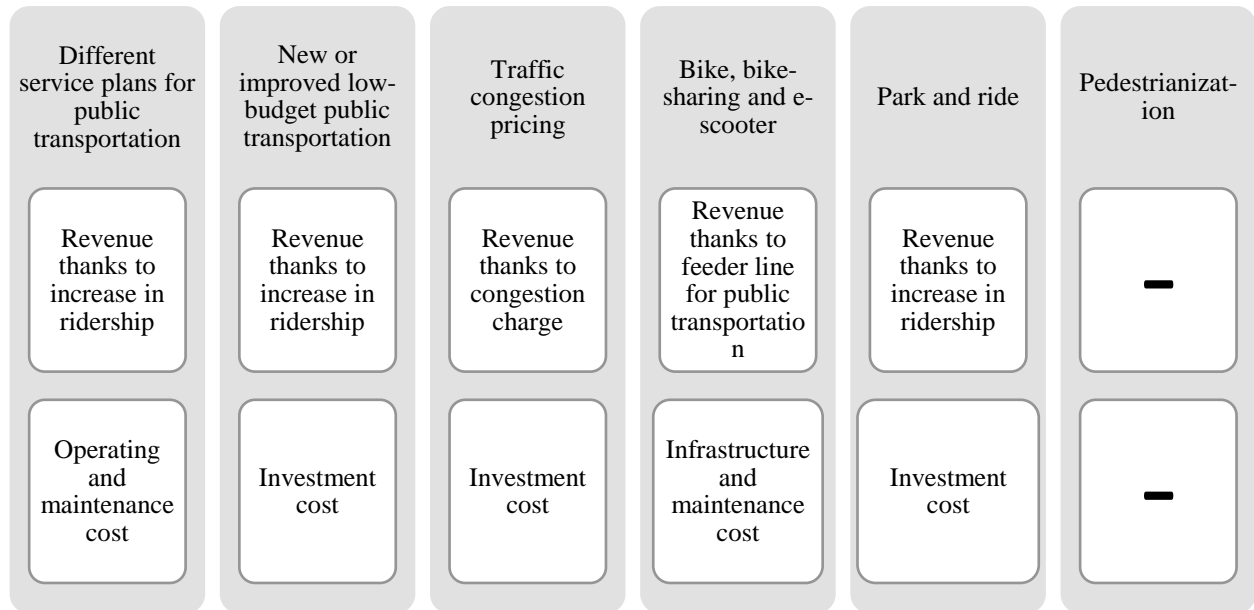 Different
service plans for
public
transportation
Revenue
thanks to
increase in
ridership
Operating
and
maintenance
cost
New or
improved low-
budget public
transportation
Revenue
thanks to
increase in
ridership
Investment
cost
Traffic
congestion
pricing
Revenue
thanks to
congestion
charge
Investment
cost
Bike, bike-
sharing and e-
scooter
Revenue
thanks to
feeder line
for public
transportatio
n
Infrastructure
and
maintenance
cost
Park and ride
Revenue
thanks to
increase in
ridership
Investment
cost
Pedestrianizat-
ion
-
-